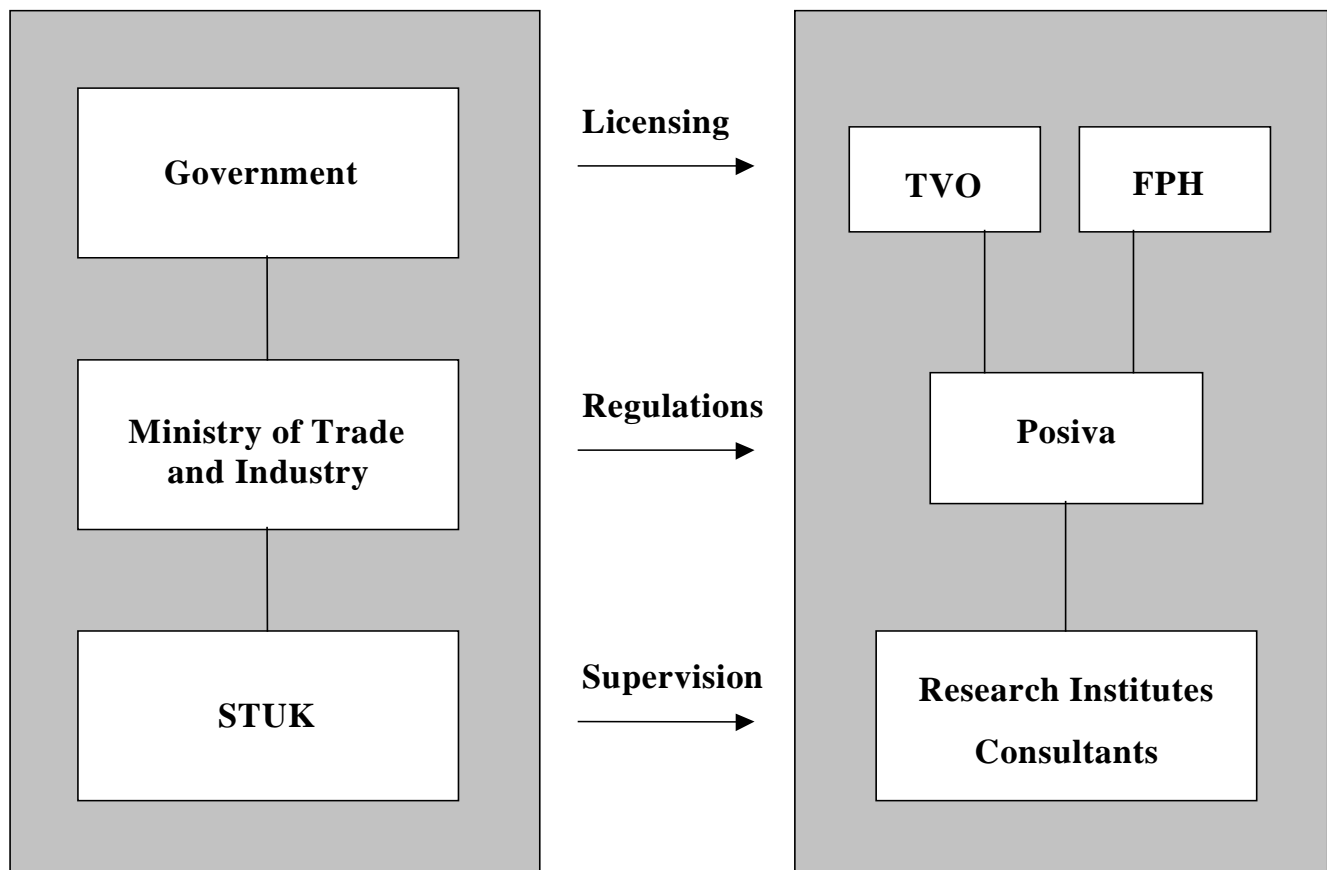 Government
Licensing
TVO
FPH
Ministry of Trade
and Industry
Regulations
Posiva
STUK
Supervision
Research Institutes
Consultants